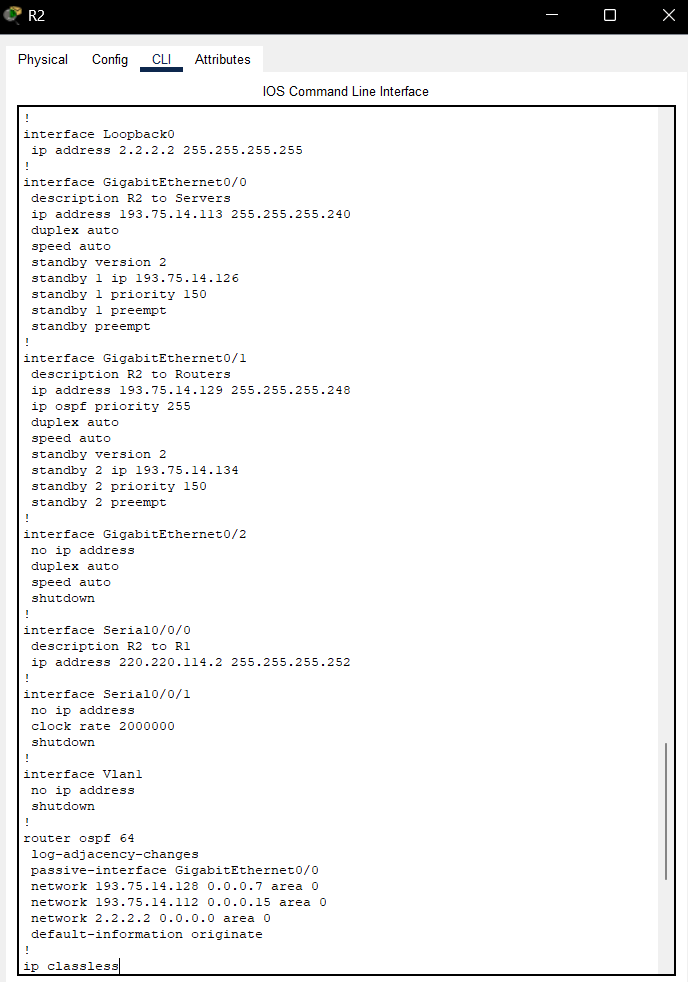 R2
Physical Config CLI Attributes
IOS Command Line Interface
!
interface Loopback0
 ip address 2.2.2.2 255.255.255.255
!
interface GigabitEthernet0/0
 description R2 to Servers
 ip address 193.75.14.113 255.255.255.240
 duplex auto
 speed auto
 standby version 2
 standby 1 ip 193.75.14.126
 standby 1 priority 150
 standby 1 preempt
 standby preempt
!
interface GigabitEthernet0/1
 description R2 to Routers
 ip address 193.75.14.129 255.255.255.248
 ip ospf priority 255
 duplex auto
 speed auto
 standby version 2
 standby 2 ip 193.75.14.134
 standby 2 priority 150
 standby 2 preempt
!
interface GigabitEthernet0/2
 no ip address
 duplex auto
 speed auto
 shutdown
!
interface Serial0/0/0
 description R2 to R1
 ip address 220.220.114.2 255.255.255.252
!
interface Serial0/0/1
 no ip address
 clock rate 2000000
 shutdown
!
interface Vlan1
 no ip address
 shutdown
!
router ospf 64
 log-adjacency-changes
 passive-interface GigabitEthernet0/0
 network 193.75.14.128 0.0.0.7 area 0
 network 193.75.14.112 0.0.0.15 area 0
 network 2.2.2.2 0.0.0.0 area 0
 default-information originate
!
ip classless